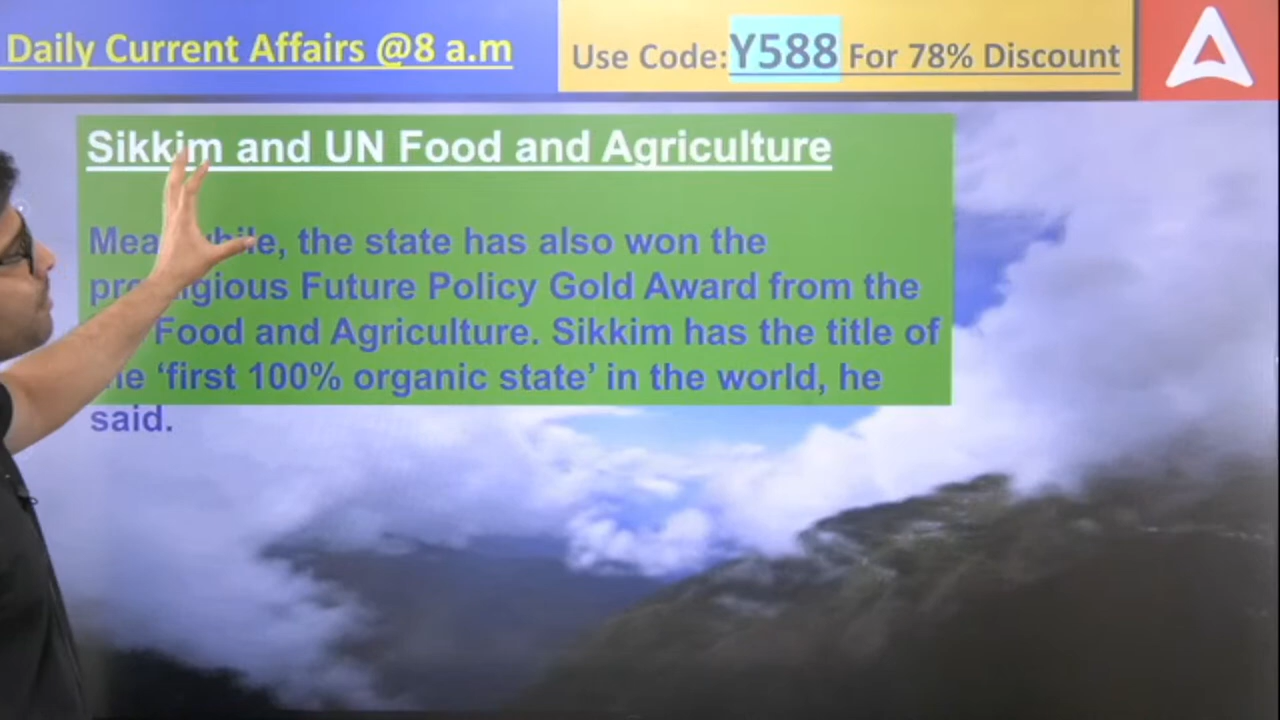 Daily Current Affairs @8 a.m
Use Code:Y588 For 78% Discount
Sikkim and UN Food and Agriculture
the state has also won the
Future Policy Gold Award from the
Food and Agriculture. Sikkim has the title of
‘first 100% organic state’ in the world, he
said.